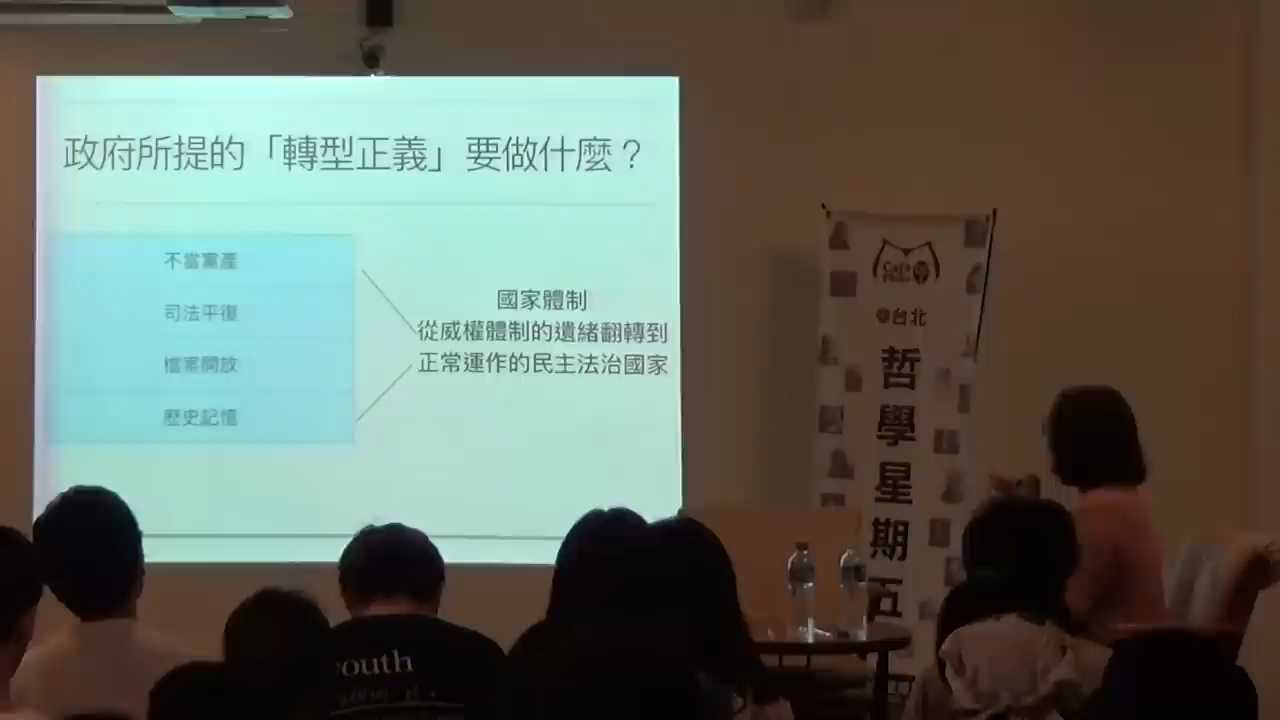 政府所提的「轉型正義」要做什麼？
不當黨產
司法平復
檔案開放
歷史記憶
國家體制
從威權體制的遺緒翻轉到
正常運作的民主法治國家
@台北
哲學星期五
outh